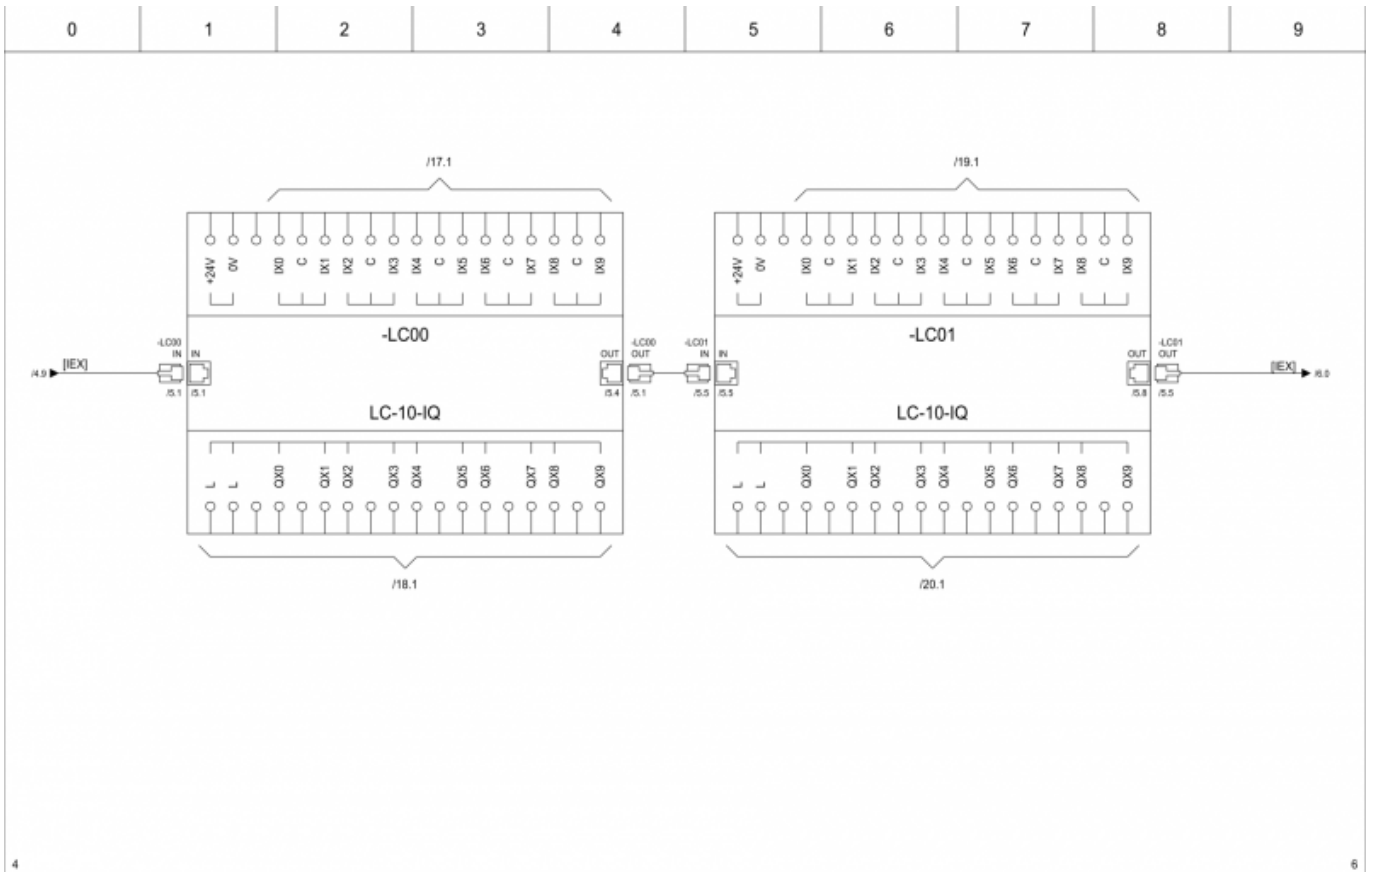 0 1 2 3 4 5 6 7 8 9
/17.1 /19.1
+24V 0V IX0 C IX1 IX2 C IX3 IX4 C IX5 IX6 C IX7 IX8 C IX9 +24V 0V IX0 C IX1 IX2 C IX3 IX4 C IX5 IX6 C IX7 IX8 C IX9
-LC00 -LC01
-LC00 -LC00 -LC01 -LC01
IN IN OUT OUT IN IN OUT OUT
/4.9 [IEX] [IEX] /6.0
/5.1 /5.1 /5.4 /5.1 /5.5 /5.5 /5.8 /5.5
LC-10-IQ LC-10-IQ
L L QX0 QX1 QX2 QX3 QX4 QX5 QX6 QX7 QX8 QX9 L L QX0 QX1 QX2 QX3 QX4 QX5 QX6 QX7 QX8 QX9
/18.1 /20.1
4 6